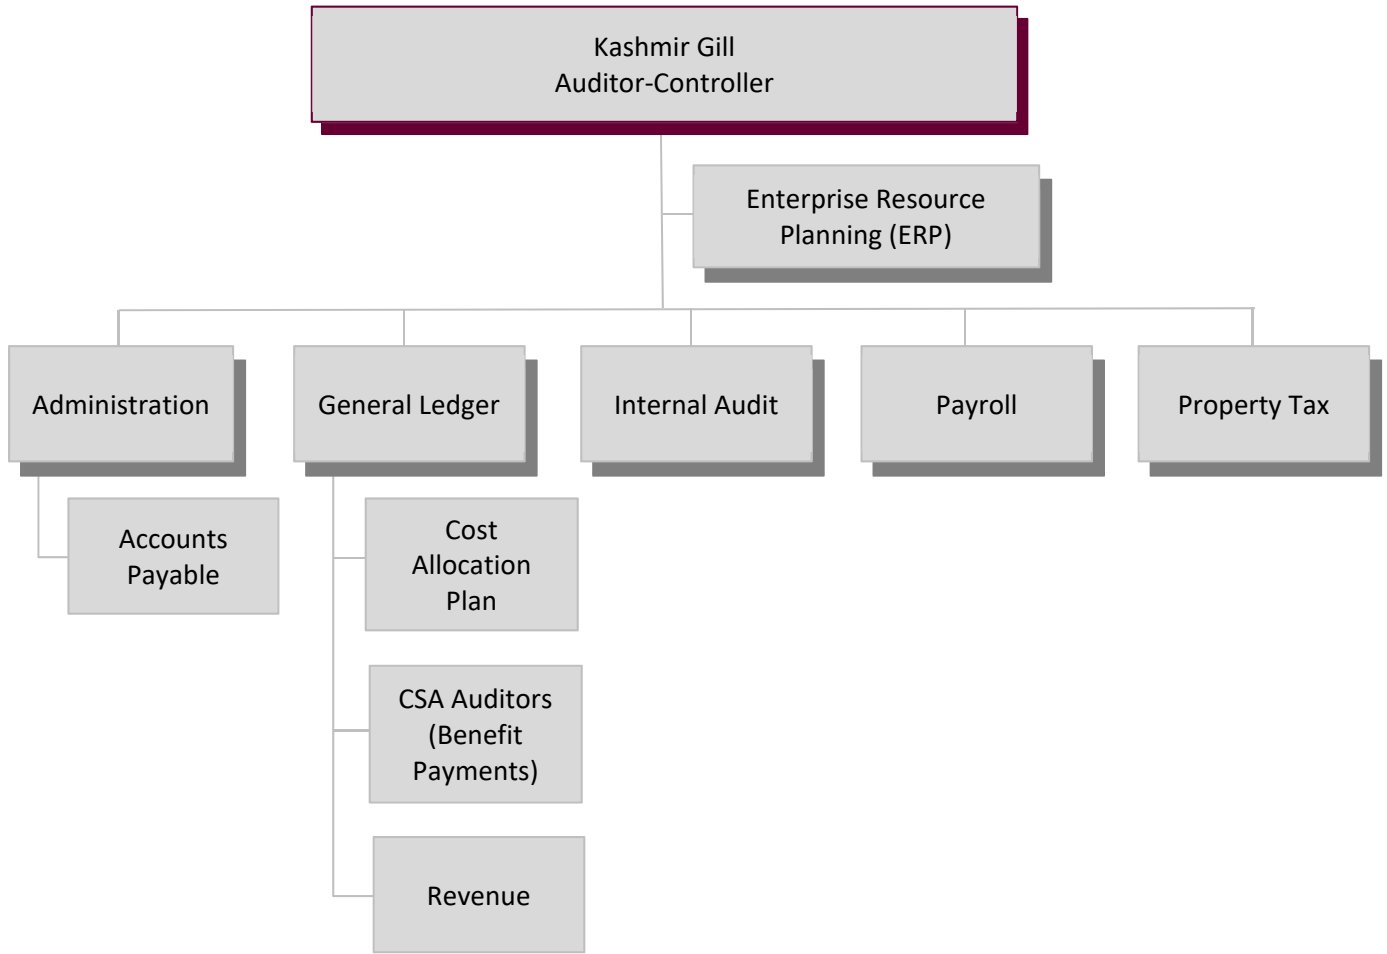 Kashmir Gill
Auditor-Controller
Enterprise Resource
Planning (ERP)
Administration
General Ledger
Internal Audit
Payroll
Property Tax
Accounts
Payable
Cost
Allocation
Plan
CSA Auditors
(Benefit
Payments)
Revenue